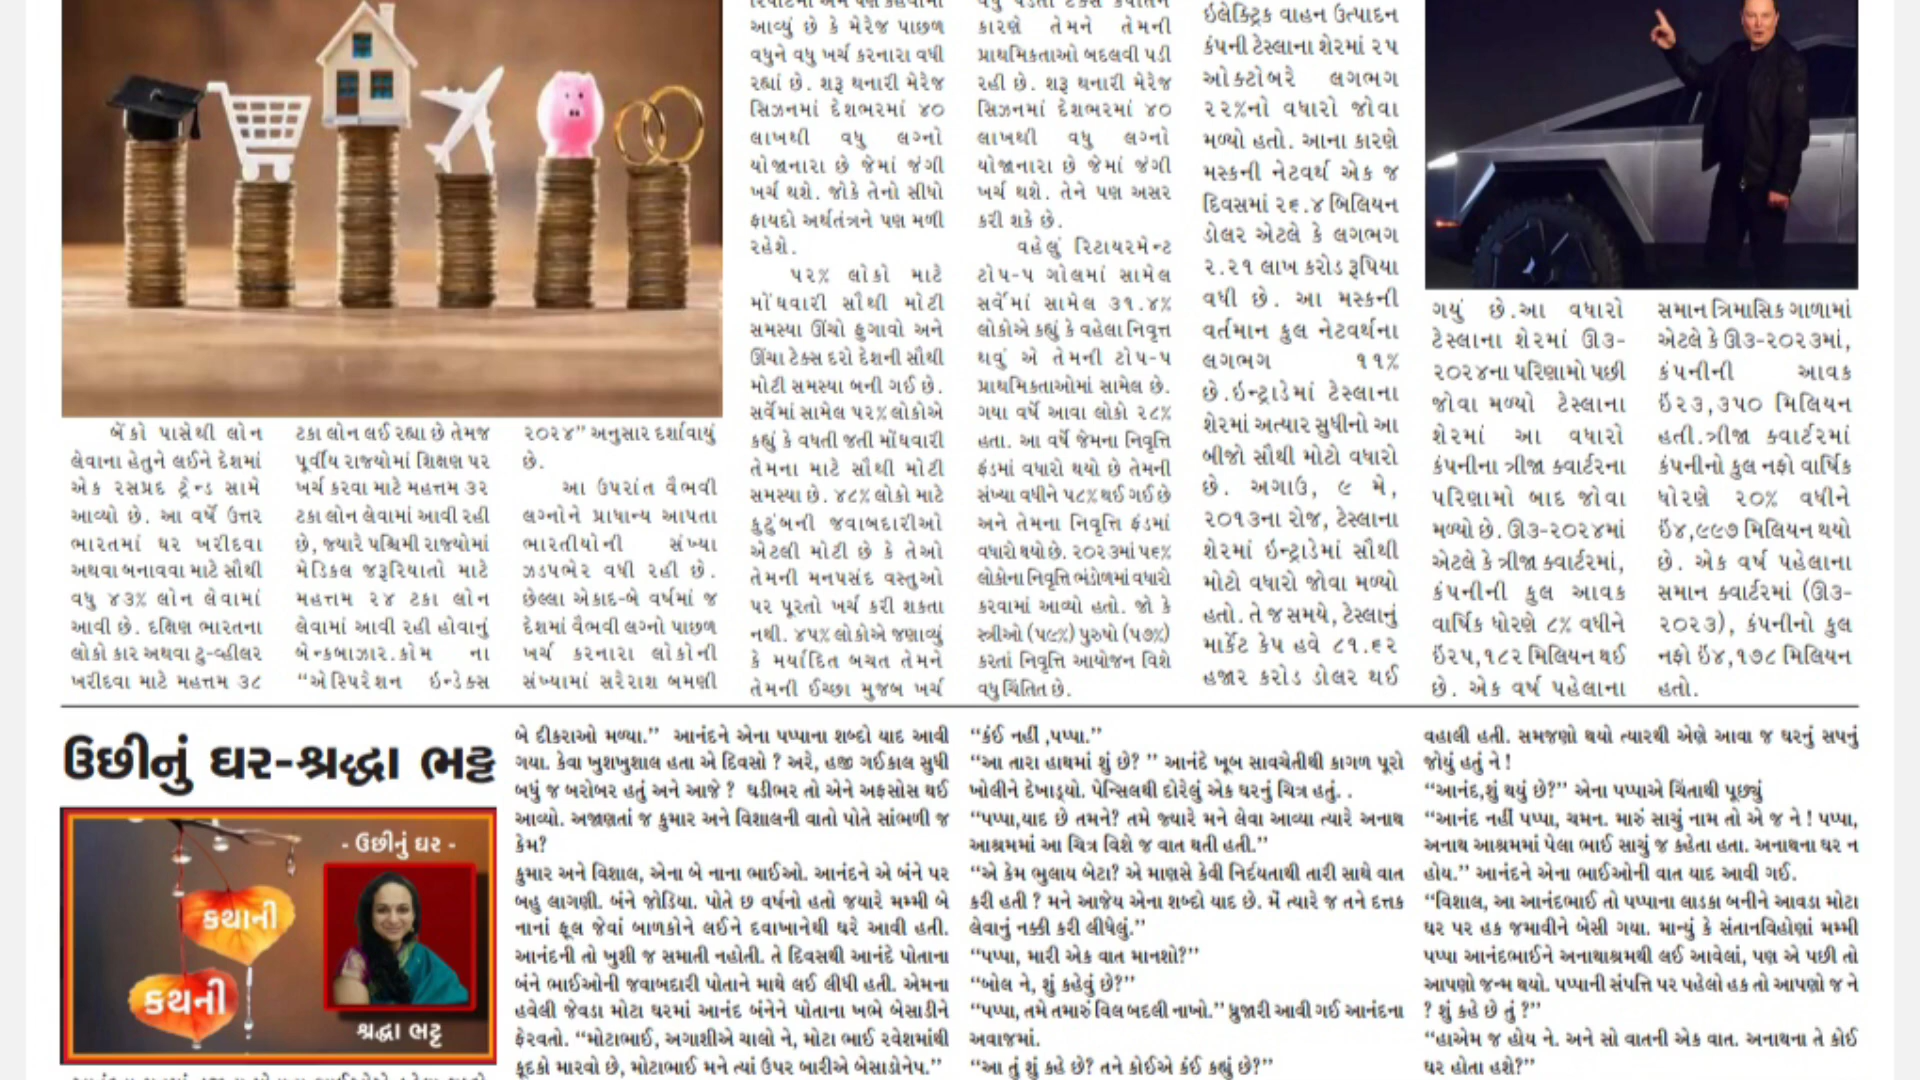 બેંકો પાસેથી લોન
લેવાના હેતુને લઈને દેશમાં
એક રસપ્રદ ટ્રેન્ડ સામે
આવ્યો છે. આ વર્ષે ઉત્તર
ભારતમાં ઘર ખરીદવા
અથવા બનાવવા માટે સૌથી
વધુ ૪૩% લોન લેવામાં
આવી છે. દક્ષિણ ભારતના
લોકો કાર અથવા ટુ-વ્હીલર
ખરીદવા માટે મહત્તમ ૩૮
ટકા લોન લઈ રહ્યા છે તેમજ
પૂર્વીય રાજ્યોમાં શિક્ષણ પર
ખર્ચ કરવા માટે મહત્તમ ૩૨
ટકા લોન લેવામાં આવી રહી
છે, જ્યારે પશ્ચિમી રાજ્યોમાં
મેડિકલ જરૂરિયાતો માટે
મહત્તમ ૨૪ ટકા લોન
લેવામાં આવી રહી હોવાનું
બેન્કબાઝાર.કોમ ના
“એસ્પિરેશન ઇન્ડેક્સ
૨૦૨૪” અનુસાર દર્શાવાયું
છે.
આ ઉપરાંત વૈભવી
લગ્નોને પ્રાધાન્ય આપતા
ભારતીયોની સંખ્યા
ઝડપભેર વધી રહી છે.
છેલ્લા એકાદ-બે વર્ષમાં જ
દેશમાં વૈભવી લગ્નો પાછળ
ખર્ચ કરનારા લોકોની
સંખ્યામાં સરેરાશ બમણી
આવ્યું છે કે મેરેજ પાછળ
વધુને વધુ ખર્ચ કરનારા વધી
રહ્યાં છે. શરૂ થનારી મેરેજ
સિઝનમાં દેશભરમાં ૪૦
લાખથી વધુ લગ્નો
યોજાનારા છે જેમાં જંગી
ખર્ચ થશે. જોકે તેનો સીધો
ફાયદો અર્થતંત્રને પણ મળી
રહેશે.
૫૨% લોકો માટે
મોંઘવારી સૌથી મોટી
સમસ્યા ઊંચો ફુગાવો અને
ઊંચા ટેક્સ દરો દેશની સૌથી
મોટી સમસ્યા બની ગઈ છે.
સર્વેમાં સામેલ ૫૨% લોકોએ
કહ્યું કે વધતી જતી મોંઘવારી
તેમના માટે સૌથી મોટી
સમસ્યા છે. ૪૮% લોકો માટે
કુટુંબની જવાબદારીઓ
એટલી મોટી છે કે તેઓ
તેમની મનપસંદ વસ્તુઓ
પર પૂરતો ખર્ચ કરી શકતા
નથી. ૪૫% લોકોએ જણાવ્યું
કે મર્યાદિત બચત તેમને
તેમની ઈચ્છા મુજબ ખર્ચ
કારણે તેમને તેમની
પ્રાથમિકતાઓ બદલવી પડી
રહી છે. શરૂ થનારી મેરેજ
સિઝનમાં દેશભરમાં ૪૦
લાખથી વધુ લગ્નો
યોજાનારા છે જેમાં જંગી
ખર્ચ થશે. તેને પણ અસર
કરી શકે છે.
વહેલું રિટાયરમેન્ટ
ટોપ-૫ ગોલમાં સામેલ
સર્વેમાં સામેલ ૩૧.૪%
લોકોએ કહ્યું કે વહેલા નિવૃત્ત
થવું એ તેમની ટોપ-૫
પ્રાથમિકતાઓમાં સામેલ છે.
ગયા વર્ષે આવા લોકો ૨૮%
હતા. આ વર્ષે જેમના નિવૃત્તિ
ફંડમાં વધારો થયો છે તેમની
સંખ્યા વધીને ૫૮% થઈ ગઈ છે
અને તેમના નિવૃત્તિ ફંડમાં
વધારો થયો છે. ૨૦૨૩માં ૫૬%
લોકોના નિવૃત્તિ ભંડોળમાં વધારો
કરવામાં આવ્યો હતો. જો કે
સ્ત્રીઓ (૫૯%) પુરુષો (૫૭%)
કરતાં નિવૃત્તિ આયોજન વિશે
વધુ ચિંતિત છે.
ઇલેક્ટ્રિક વાહન ઉત્પાદન
કંપની ટેસ્લાના શેરમાં ૨૫
ઓક્ટોબરે લગભગ
૨૨%નો વધારો જોવા
મળ્યો હતો. આના કારણે
મસ્કની નેટવર્થ એક જ
દિવસમાં ૨૬.૪ બિલિયન
ડોલર એટલે કે લગભગ
૨.૨૧ લાખ કરોડ રૂપિયા
વધી છે. આ મસ્કની
વર્તમાન કુલ નેટવર્થના
લગભગ ૧૧%
છે.ઇન્ટ્રાડેમાં ટેસ્લાના
શેરમાં અત્યાર સુધીનો આ
બીજો સૌથી મોટો વધારો
છે. અગાઉ, ૯ મે,
૨૦૧૩ના રોજ, ટેસ્લાના
શેરમાં ઇન્ટ્રાડેમાં સૌથી
મોટો વધારો જોવા મળ્યો
હતો. તે જ સમયે, ટેસ્લાનું
માર્કેટ કેપ હવે ૮૧.૬૨
હજાર કરોડ ડોલર થઈ
ગયું છે.આ વધારો
ટેસ્લાના શેરમાં ઊ૩-
૨૦૨૪ના પરિણામો પછી
જોવા મળ્યો ટેસ્લાના
શેરમાં આ વધારો
કંપનીના ત્રીજા ક્વાર્ટરના
પરિણામો બાદ જોવા
મળ્યો છે. ઊ૩-૨૦૨૪માં
એટલે કે ત્રીજા ક્વાર્ટરમાં,
કંપનીની કુલ આવક
વાર્ષિક ધોરણે ૮% વધીને
ઇં૨૫,૧૮૨ મિલિયન થઈ
છે. એક વર્ષ પહેલાના
સમાન ત્રિમાસિક ગાળામાં
એટલે કે ઊ૩-૨૦૨૩માં,
કંપનીની આવક
ઇં૨૩,૩૫૦ મિલિયન
હતી.ત્રીજા ક્વાર્ટરમાં
કંપનીનો કુલ નફો વાર્ષિક
ધોરણે ૨૦% વધીને
ઇં૪,૯૯૭ મિલિયન થયો
છે. એક વર્ષ પહેલાના
સમાન ક્વાર્ટરમાં (ઊ૩-
૨૦૨૩), કંપનીનો કુલ
નફો ઇં૪,૧૭૮ મિલિયન
હતો.
ઉછીનું ઘર-શ્રદ્ધા ભટ્ટ
- ઉછીનું ઘર -
કથાની
કથની
શ્રદ્ધા ભટ્ટ
બે દીકરાઓ મળ્યા.” આનંદને એના પપ્પાના શબ્દો યાદ આવી
ગયા. કેવા ખુશખુશાલ હતા એ દિવસો ? અરે, હજી ગઈકાલ સુધી
બધું જ બરોબર હતું અને આજે ? ઘડીભર તો એને અફસોસ થઈ
આવ્યો. અજાણતાં જ કુમાર અને વિશાલની વાતો પોતે સાંભળી જ
કેમ?
કુમાર અને વિશાલ, એના બે નાના ભાઈઓ. આનંદને એ બંને પર
બહુ લાગણી. બંને જોડિયા. પોતે છ વર્ષનો હતો જયારે મમ્મી બે
નાનાં ફૂલ જેવાં બાળકોને લઈને દવાખાનેથી ઘરે આવી હતી.
આનંદની તો ખુશી જ સમાતી નહોતી. તે દિવસથી આનંદે પોતાના
બંને ભાઈઓની જવાબદારી પોતાને માથે લઈ લીધી હતી. એમના
હવેલી જેવડા મોટા ઘરમાં આનંદ બંનેને પોતાના ખભે બેસાડીને
ફેરવતો. “મોટાભાઈ, અગાશીએ ચાલો ને, મોટા ભાઈ રવેશમાંથી
કૂદકો મારવો છે, મોટાભાઈ મને ત્યાં ઉપર બારીએ બેસાડોનેપ.”
“કંઈ નહીં ,પપ્પા.”
“આ તારા હાથમાં શું છે? ” આનંદે ખૂબ સાવચેતીથી કાગળ પૂરો
ખોલીને દેખાડ્યો. પેન્સિલથી દોરેલું એક ઘરનું ચિત્ર હતું. .
“પપ્પા,યાદ છે તમને? તમે જ્યારે મને લેવા આવ્યા ત્યારે અનાથ
આશ્રમમાં આ ચિત્ર વિશે જ વાત થતી હતી.”
“એ કેમ ભુલાય બેટા? એ માણસે કેવી નિર્દયતાથી તારી સાથે વાત
કરી હતી ? મને આજેય એના શબ્દો યાદ છે. મેં ત્યારે જ તને દત્તક
લેવાનું નક્કી કરી લીધેલું.”
“પપ્પા, મારી એક વાત માનશો?”
“બોલ ને, શું કહેવું છે?”
“પપ્પા, તમે તમારું વિલ બદલી નાખો.” ધ્રુજારી આવી ગઈ આનંદના
અવાજમાં.
“આ તું શું કહે છે? તને કોઈએ કંઈ કહ્યું છે?”
વહાલી હતી. સમજણો થયો ત્યારથી એણે આવા જ ઘરનું સપનું
જોયું હતું ને !
“આનંદ,શું થયું છે?” એના પપ્પાએ ચિંતાથી પૂછ્યું
“આનંદ નહીં પપ્પા, ચમન. મારું સાચું નામ તો એ જ ને ! પપ્પા,
અનાથ આશ્રમમાં પેલા ભાઈ સાચું જ કહેતા હતા. અનાથના ઘર ન
હોય.” આનંદને એના ભાઈઓની વાત યાદ આવી ગઈ.
“વિશાલ, આ આનંદભાઈ તો પપ્પાના લાડકા બનીને આવડા મોટા
ઘર પર હક જમાવીને બેસી ગયા. માન્યું કે સંતાનવિહોણાં મમ્મી
પપ્પા આનંદભાઈને અનાથાશ્રમથી લઈ આવેલાં, પણ એ પછી તો
આપણો જન્મ થયો. પપ્પાની સંપત્તિ પર પહેલો હક તો આપણો જ ને
? શું કહે છે તું ?”
“હાએમ જ હોય ને. અને સો વાતની એક વાત. અનાથના તે કોઈ
ઘર હોતા હશે?”